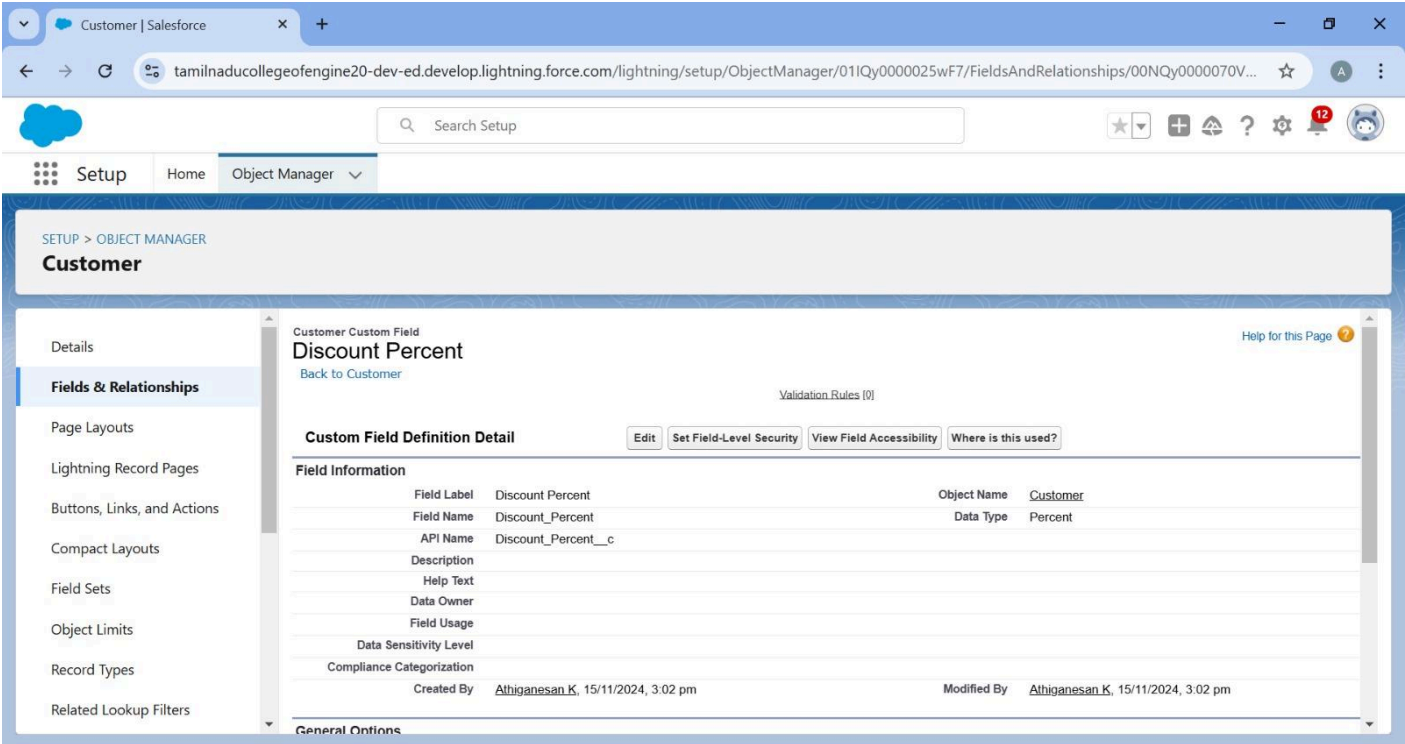 Customer | Salesforce
tamilnaducollegeofengine20-dev-ed.develop.lightning.force.com/lightning/setup/ObjectManager/01IQy0000025wF7/FieldsAndRelationships/00NQy0000070V...
A
Search Setup
12
Setup Home Object Manager
SETUP > OBJECT MANAGER
Customer
Details
Fields & Relationships
Page Layouts
Lightning Record Pages
Buttons, Links, and Actions
Compact Layouts
Field Sets
Object Limits
Record Types
Related Lookup Filters
Customer Custom Field
Discount Percent
Back to Customer
Help for this Page
Validation Rules [0]
Custom Field Definition Detail Edit Set Field-Level Security View Field Accessibility Where is this used?
Field Information
Field Label Discount Percent Object Name Customer
Field Name Discount_Percent Data Type Percent
API Name Discount_Percent__c
Description
Help Text
Data Owner
Field Usage
Data Sensitivity Level
Compliance Categorization
Created By Athiganesan K, 15/11/2024, 3:02 pm Modified By Athiganesan K, 15/11/2024, 3:02 pm
General Options